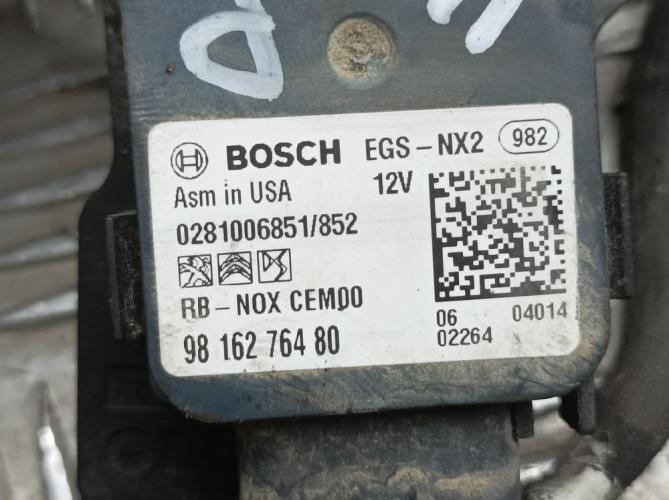 BOSCH EGS-NX2 982
Asm in USA 12V
0281006851/852
RB-NOX CEM00
98 162 764 80
06 04014
02264